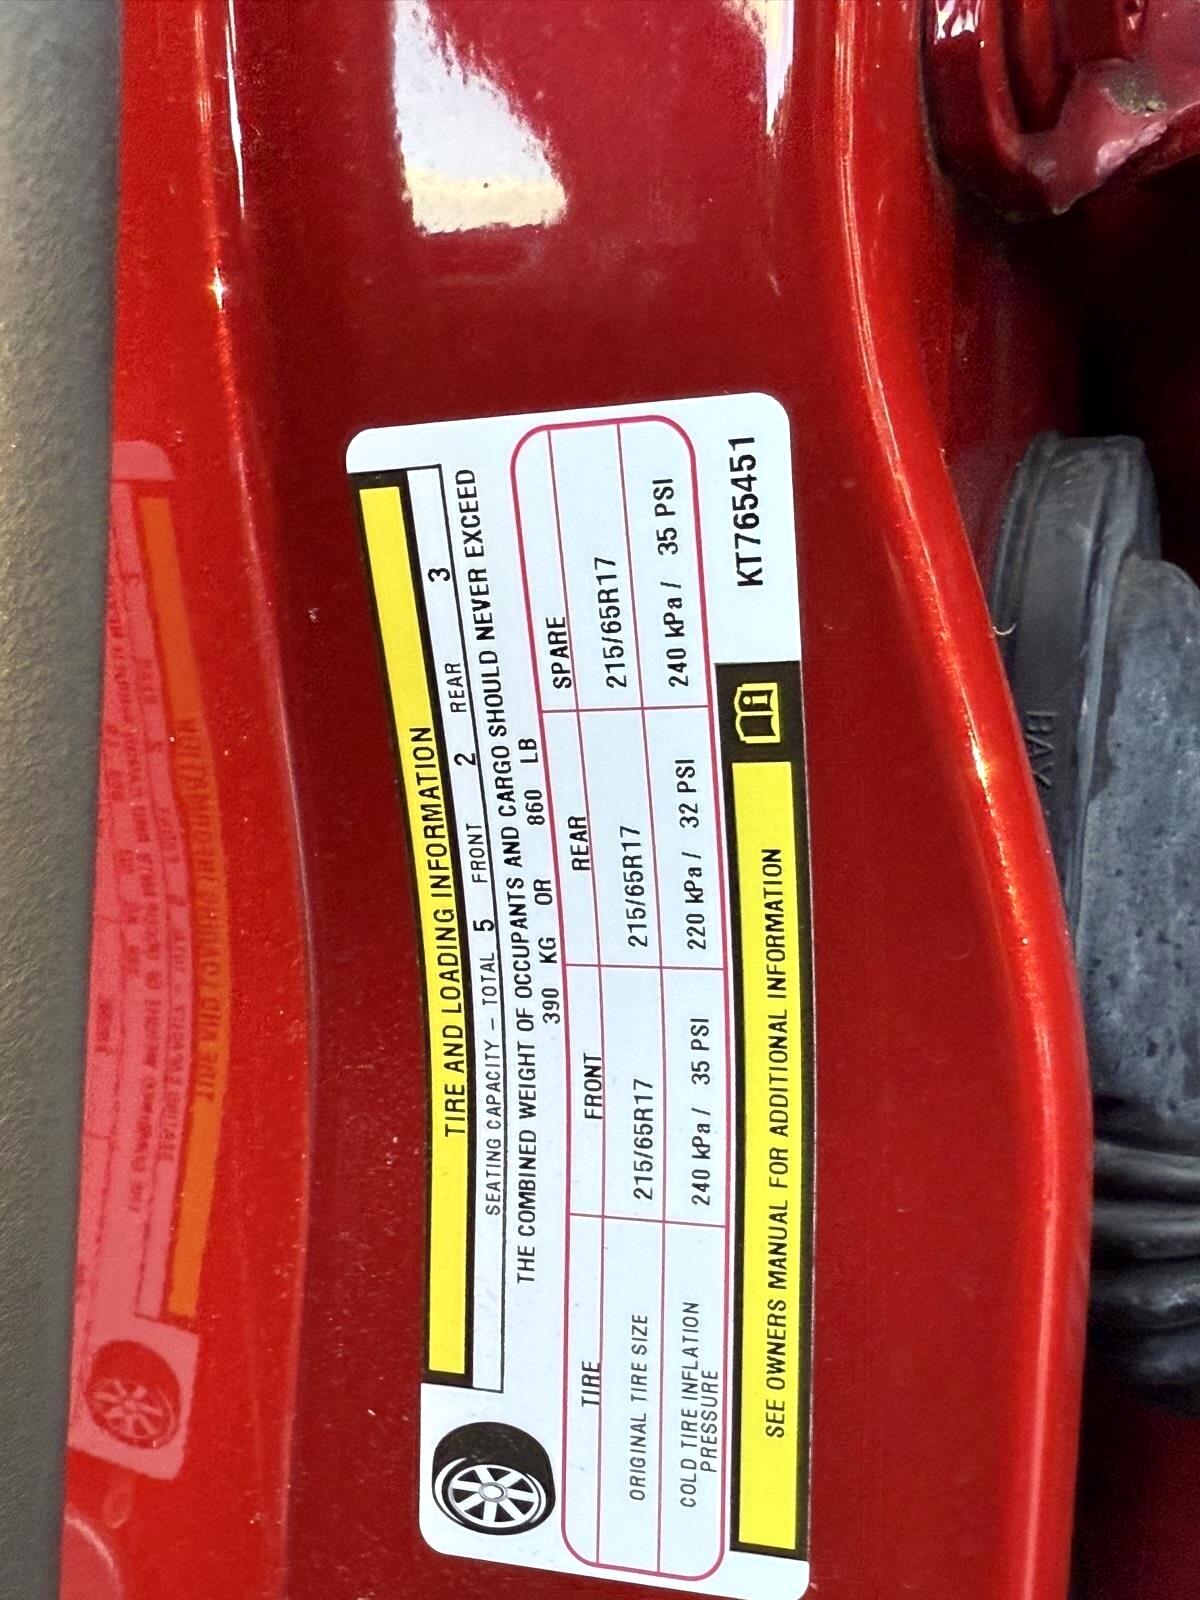 TIRE AND LOADING INFORMATION
SEATING CAPACITY – TOTAL 5 FRONT 2 REAR 3
THE COMBINED WEIGHT OF OCCUPANTS AND CARGO SHOULD NEVER EXCEED
390 KG OR 860 LB
TIRE FRONT REAR SPARE
ORIGINAL TIRE SIZE 215/65R17 215/65R17 215/65R17
COLD TIRE INFLATION PRESSURE 240 kPa / 35 PSI 220 kPa / 32 PSI 240 kPa / 35 PSI
SEE OWNERS MANUAL FOR ADDITIONAL INFORMATION
KT765451
BAY